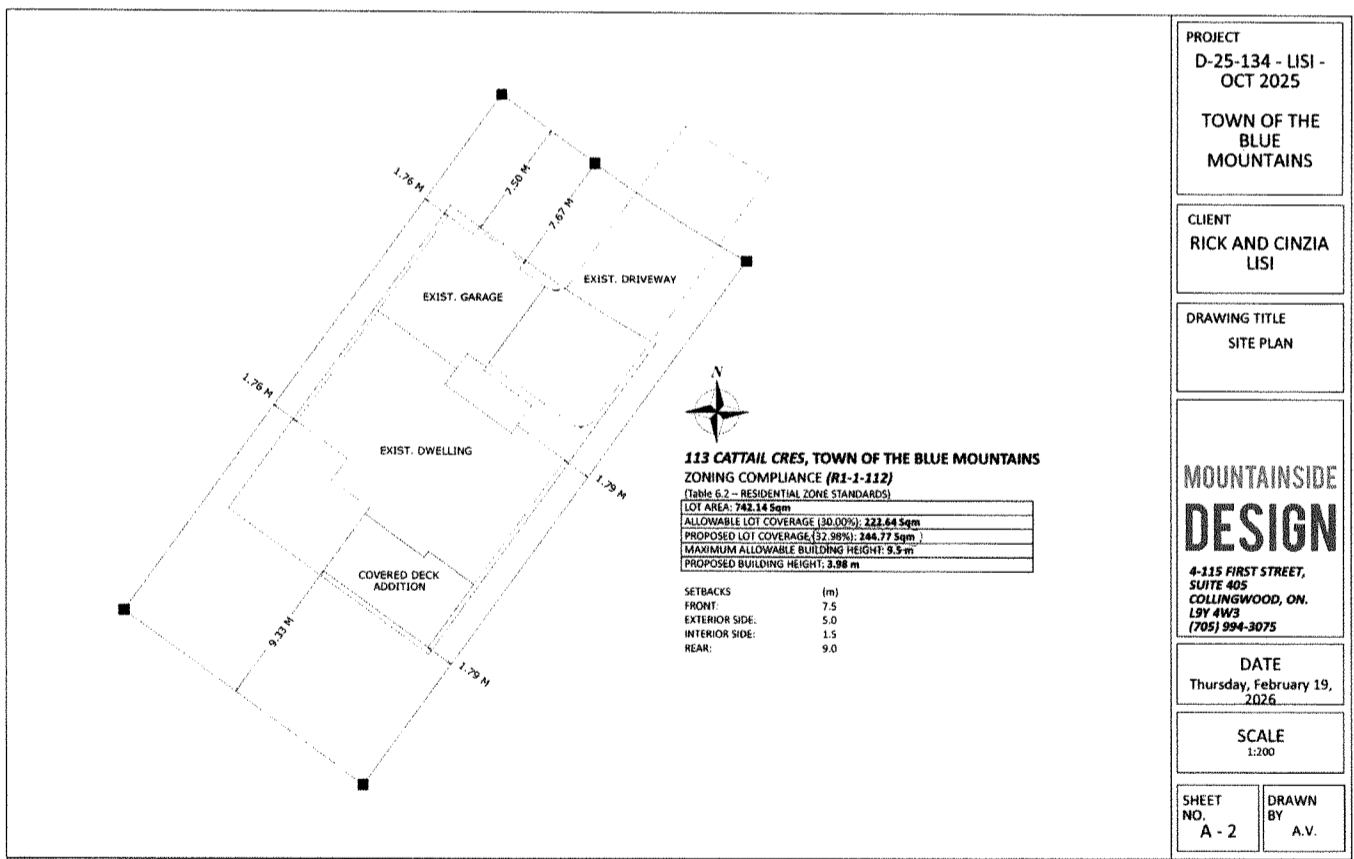 1.76 M
7.50 M
7.67 M
EXIST. DRIVEWAY
EXIST. GARAGE
1.76 M
EXIST. DWELLING
1.79 M
COVERED DECK
ADDITION
9.33 M
1.79 M
N
113 CATTAIL CRES, TOWN OF THE BLUE MOUNTAINS
ZONING COMPLIANCE (R1-1-112)
(Table 6.2 – RESIDENTIAL ZONE STANDARDS)
LOT AREA: 742.14 Sqm
ALLOWABLE LOT COVERAGE (30.00%): 222.64 Sqm
PROPOSED LOT COVERAGE (32.98%): 244.77 Sqm
MAXIMUM ALLOWABLE BUILDING HEIGHT: 9.5 m
PROPOSED BUILDING HEIGHT: 3.98 m
SETBACKS (m)
FRONT: 7.5
EXTERIOR SIDE: 5.0
INTERIOR SIDE: 1.5
REAR: 9.0
PROJECT
D-25-134 - LISI -
OCT 2025
TOWN OF THE
BLUE
MOUNTAINS
CLIENT
RICK AND CINZIA
LISI
DRAWING TITLE
SITE PLAN
MOUNTAINSIDE
DESIGN
4-115 FIRST STREET,
SUITE 405
COLLINGWOOD, ON.
L9Y 4W3
(705) 994-3075
DATE
Thursday, February 19,
2026
SCALE
1:200
SHEET
NO.
A - 2
DRAWN
BY
A.V.